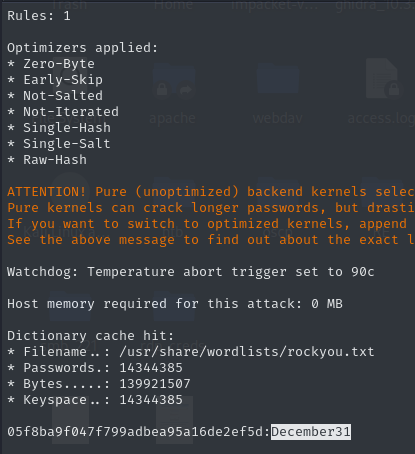 Rules: 1
Optimizers applied:
* Zero-Byte
* Early-Skip
* Not-Salted
* Not-Iterated
* Single-Hash
* Single-Salt
* Raw-Hash
ATTENTION! Pure (unoptimized) backend kernels selec
Pure kernels can crack longer passwords, but drasti
If you want to switch to optimized kernels, append
See the above message to find out about the exact l
Watchdog: Temperature abort trigger set to 90c
Host memory required for this attack: 0 MB
Dictionary cache hit:
* Filename..: /usr/share/wordlists/rockyou.txt
* Passwords.: 14344385
* Bytes.....: 139921507
* Keyspace..: 14344385
05f8ba9f047f799adbea95a16de2ef5d:December31